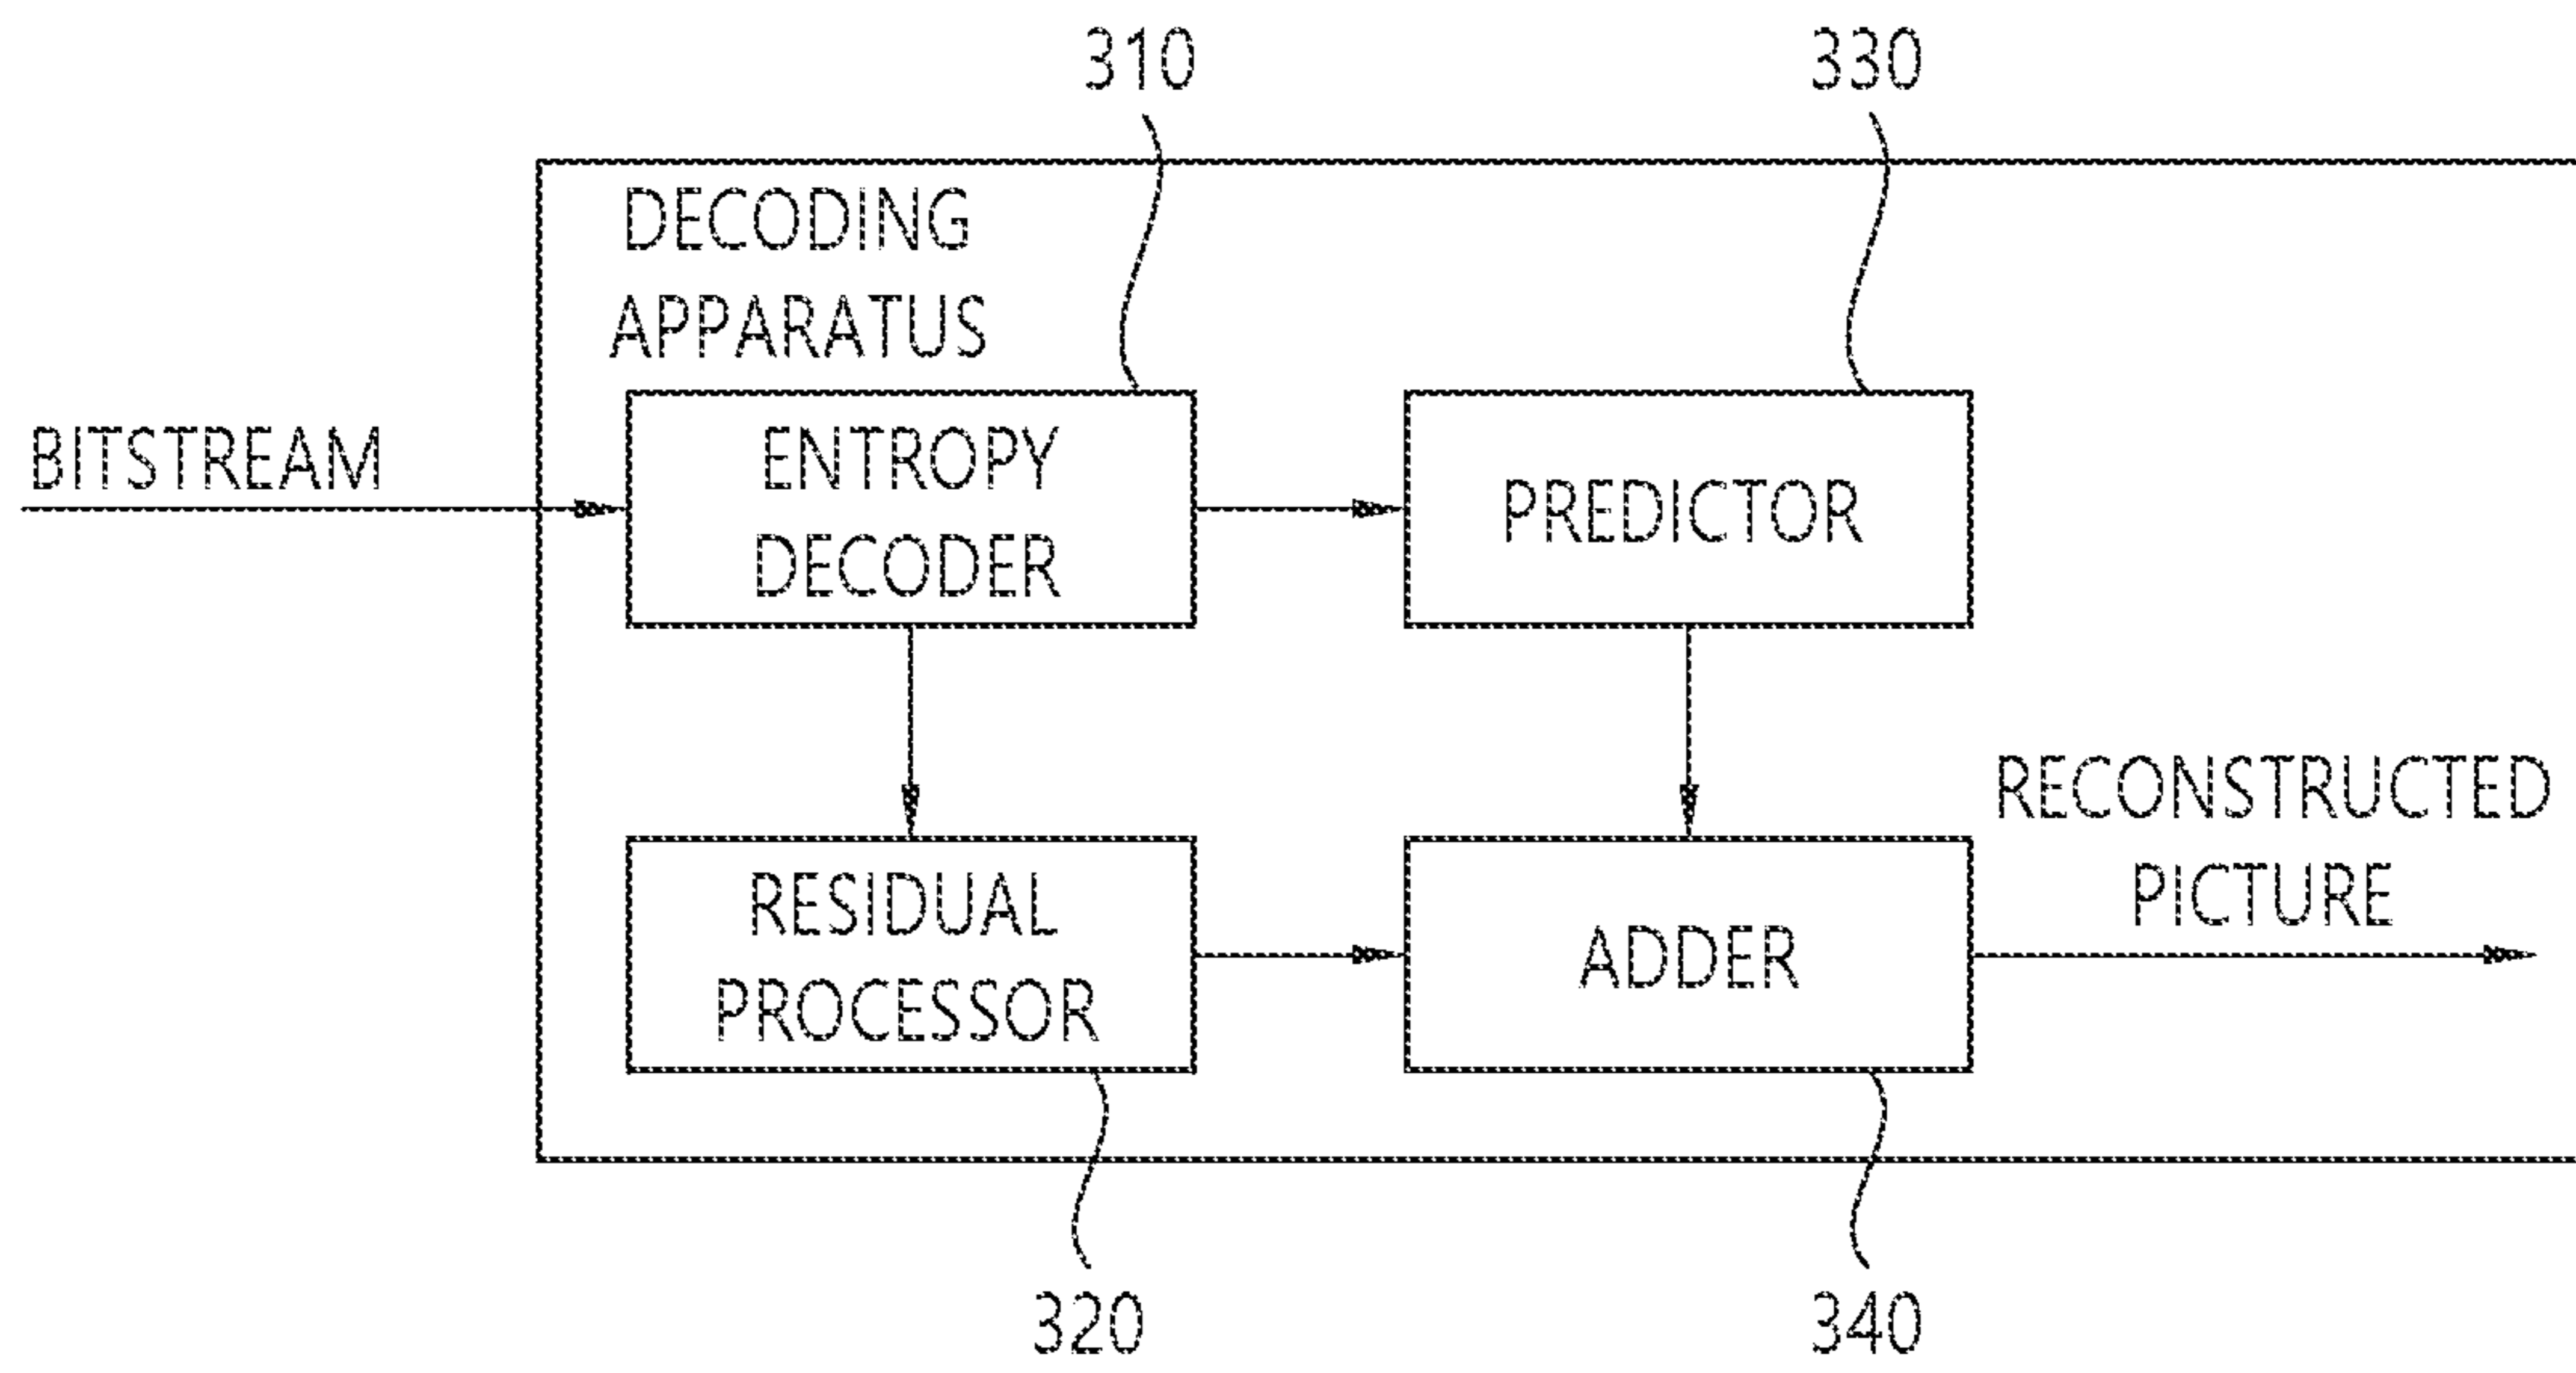 310
330
DECODING
APPARATUS
BITSTREAM
ENTROPY
DECODER
PREDICTOR
RESIDUAL
PROCESSOR
ADDER
RECONSTRUCTED
PICTURE
320
340